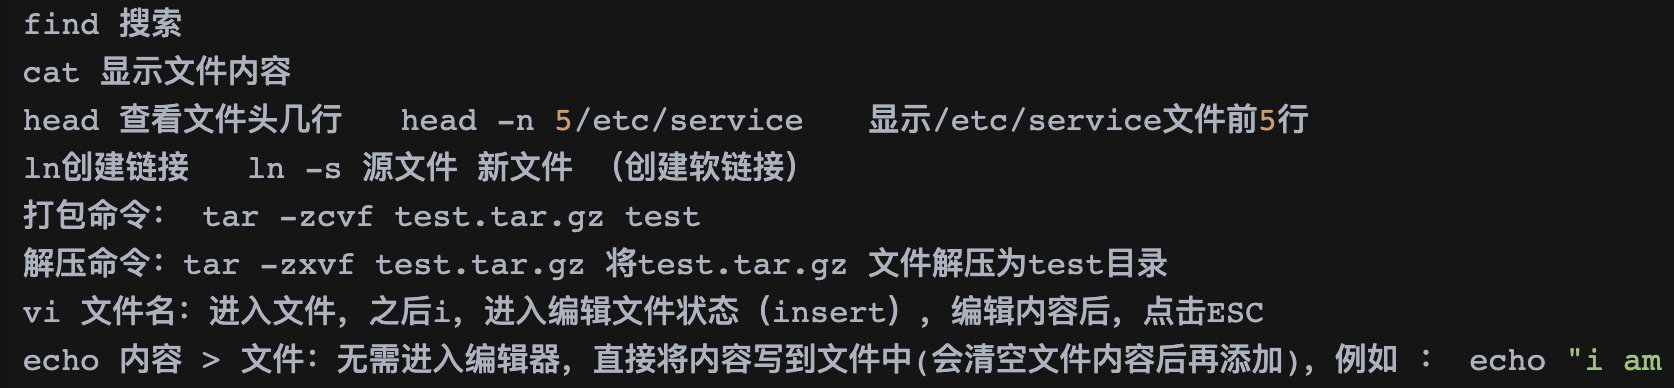 find 搜索
cat 显示文件内容
head 查看文件头几行   head -n 5/etc/service   显示/etc/service文件前5行
ln创建链接   ln -s 源文件 新文件 （创建软链接）
打包命令： tar -zcvf test.tar.gz test
解压命令：tar -zxvf test.tar.gz 将test.tar.gz 文件解压为test目录
vi 文件名：进入文件，之后i，进入编辑文件状态（insert），编辑内容后，点击ESC
echo 内容 > 文件：无需进入编辑器，直接将内容写到文件中(会清空文件内容后再添加)，例如 ： echo "i am